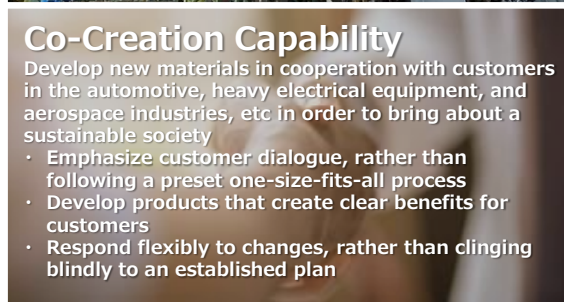 Co-Creation Capability
Develop new materials in cooperation with customers
in the automotive, heavy electrical equipment, and
aerospace industries, etc in order to bring about a
sustainable society
・ Emphasize customer dialogue, rather than
following a preset one-size-fits-all process
・ Develop products that create clear benefits for
customers
・ Respond flexibly to changes, rather than clinging
blindly to an established plan